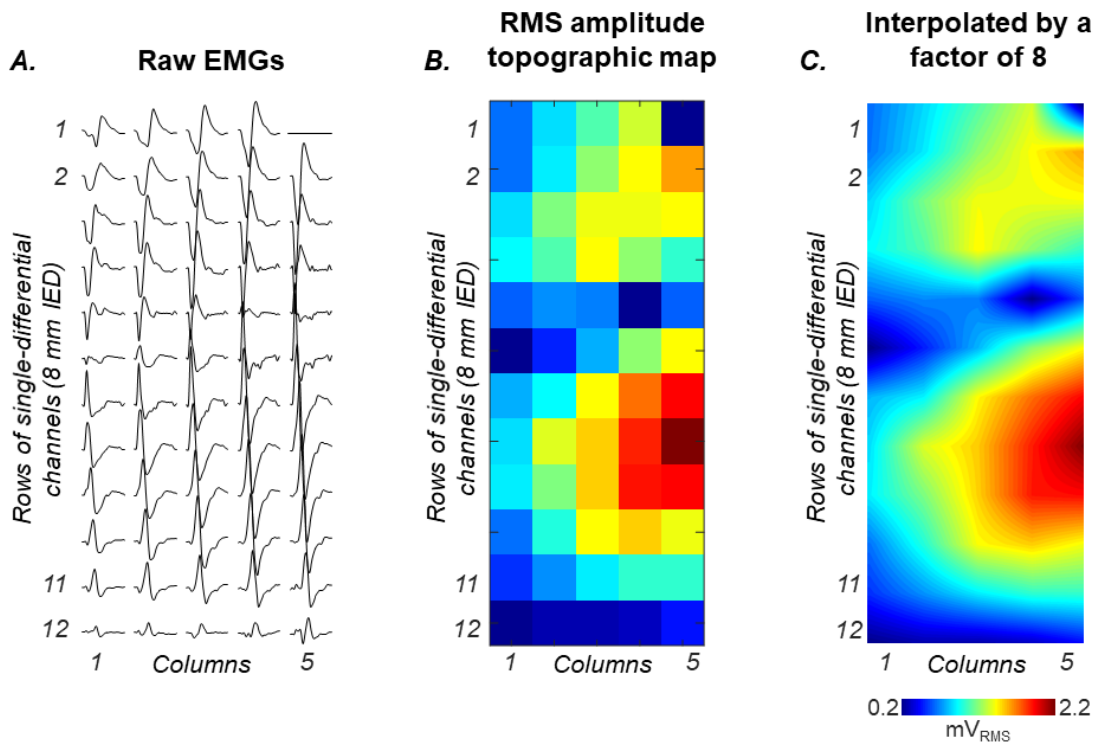 A.
Raw EMGs
1
2
11
12
Rows of single-differential
channels (8 mm IED)
1
Columns
5
B.
RMS amplitude
topographic map
1
2
11
12
Rows of single-differential
channels (8 mm IED)
1
Columns
5
C.
Interpolated by a
factor of 8
1
2
11
12
Rows of single-differential
channels (8 mm IED)
1
Columns
5
0.2
2.2
mVRMS